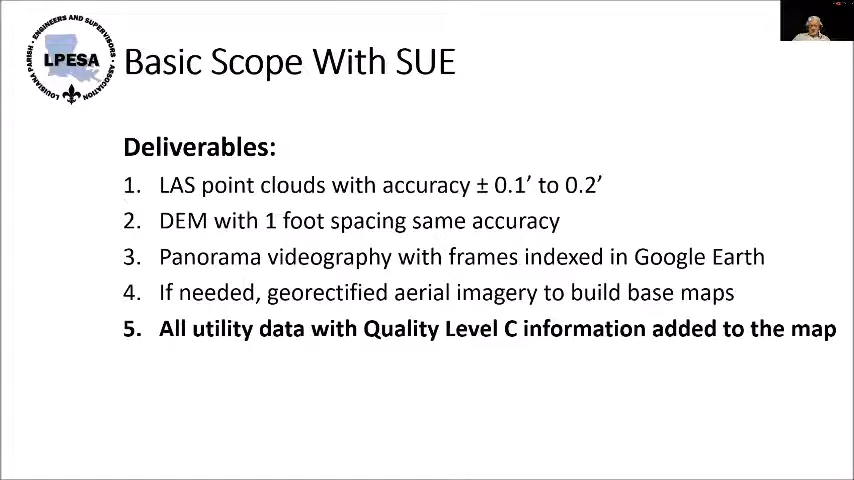 LOUISIANA PARISH • ENGINEERS AND SUPERVISORS • ASSOCIATION
LPESA
Basic Scope With SUE
Deliverables:
1. LAS point clouds with accuracy ± 0.1’ to 0.2’
2. DEM with 1 foot spacing same accuracy
3. Panorama videography with frames indexed in Google Earth
4. If needed, georectified aerial imagery to build base maps
5. All utility data with Quality Level C information added to the map